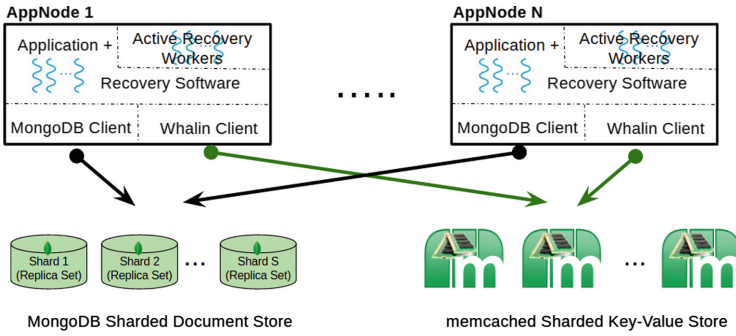 AppNode 1
AppNode N
Application +
Active Recovery
Workers
Recovery Software
MongoDB Client
Whalin Client
.....
Application +
Active Recovery
Workers
Recovery Software
MongoDB Client
Whalin Client
Shard 1
(Replica Set)
Shard 2
(Replica Set)
...
Shard S
(Replica Set)
m
m
...
m
MongoDB Sharded Document Store
memcached Sharded Key-Value Store